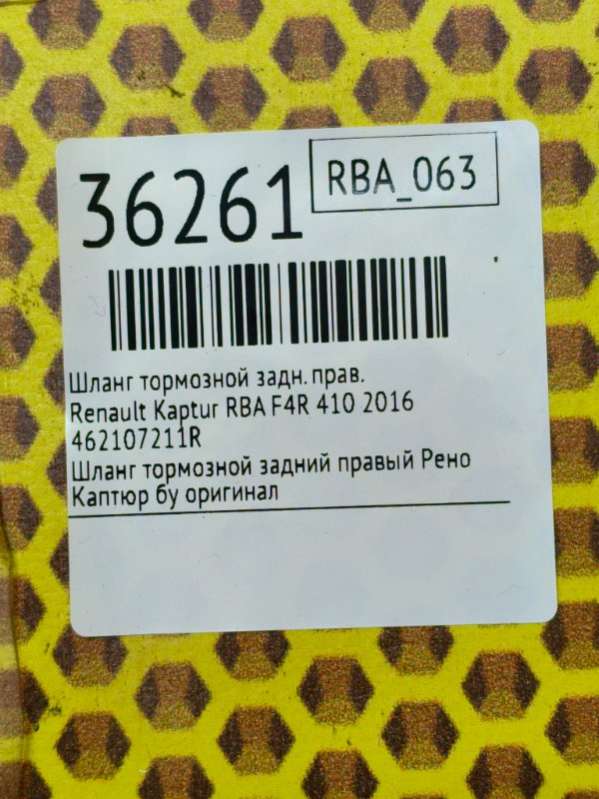 36261
RBA_063
Шланг тормозной задн. прав.
Renault Kaptur RBA F4R 410 2016
462107211R
Шланг тормозной задний правый Рено
Каптюр бу оригинал